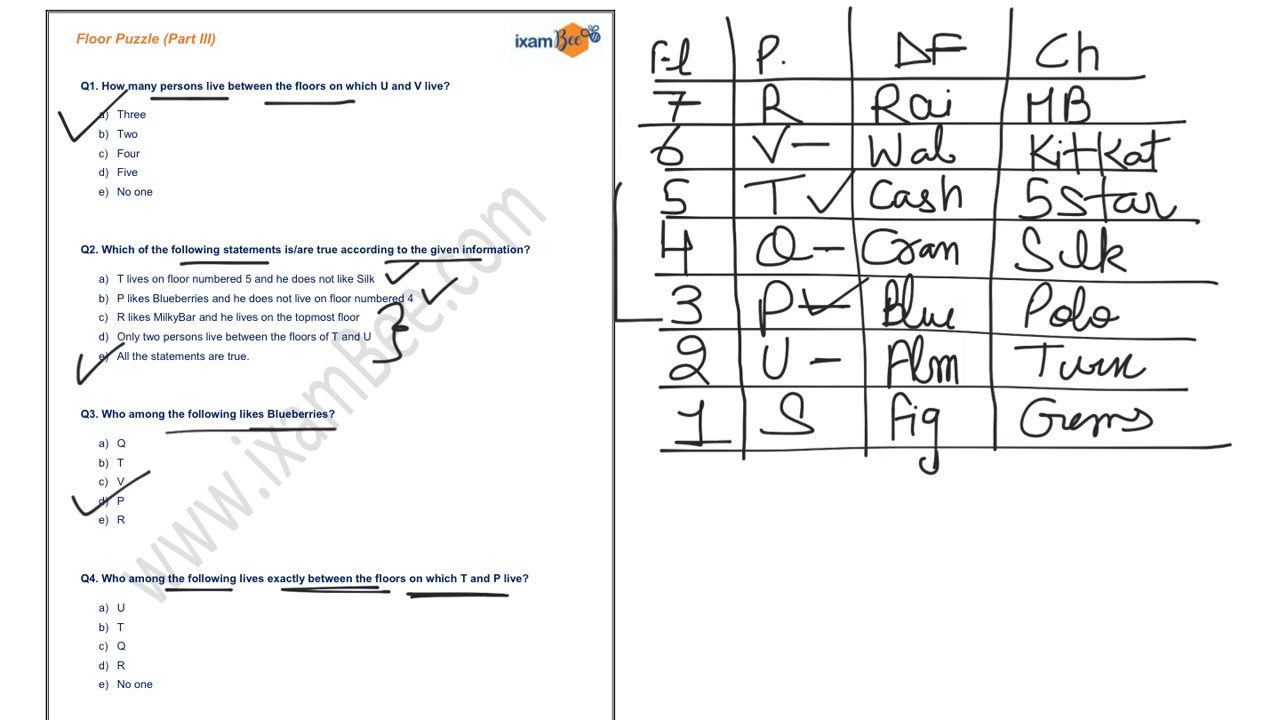 Floor Puzzle (Part III)
ixamBee
Q1. How many persons live between the floors on which U and V live?
a) Three
b) Two
c) Four
d) Five
e) No one
Q2. Which of the following statements is/are true according to the given information?
a) T lives on floor numbered 5 and he does not like Silk
b) P likes Blueberries and he does not live on floor numbered 4
c) R likes MilkyBar and he lives on the topmost floor
d) Only two persons live between the floors of T and U
e) All the statements are true.
Q3. Who among the following likes Blueberries?
a) Q
b) T
c) V
d) P
e) R
Q4. Who among the following lives exactly between the floors on which T and P live?
a) U
b) T
c) Q
d) R
e) No one
www.ixamBee.com
Fl P. DF Ch
7 R Rai MB
6 V- Wal Kitkat
5 T Cash 5 Star
4 Q- Cran Silk
3 P Blue Polo
2 U - Alm Turk
1 S Fig Gems